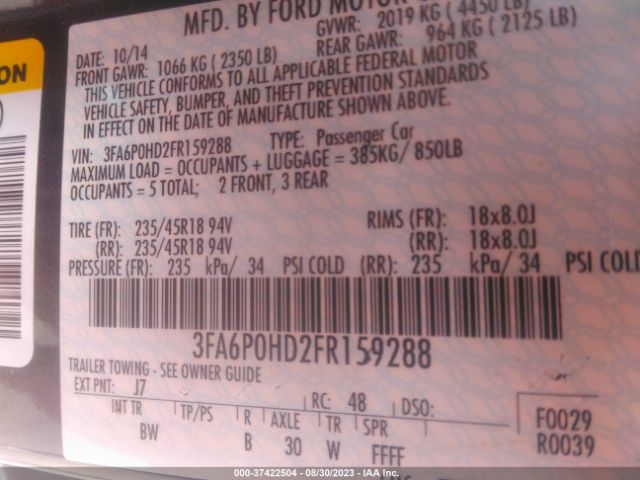 MFD. BY FORD MOTOR
DATE: 10/14 GVWR: 2019 KG (4450 LB)
FRONT GAWR: 1066 KG (2350 LB) REAR GAWR: 964 KG (2125 LB)
THIS VEHICLE CONFORMS TO ALL APPLICABLE FEDERAL MOTOR
VEHICLE SAFETY, BUMPER, AND THEFT PREVENTION STANDARDS
IN EFFECT ON THE DATE OF MANUFACTURE SHOWN ABOVE.
VIN: 3FA6P0HD2FR159288 TYPE: Passenger Car
MAXIMUM LOAD = OCCUPANTS + LUGGAGE = 385KG/ 850LB
OCCUPANTS = 5 TOTAL; 2 FRONT, 3 REAR
TIRE (FR): 235/45R18 94V RIMS (FR): 18x8.0J
(RR): 235/45R18 94V (RR): 18x8.0J
PRESSURE (FR): 235 kPa/ 34 PSI COLD (RR): 235 kPa/ 34 PSI COLD
3FA6P0HD2FR159288
TRAILER TOWING - SEE OWNER GUIDE
EXT PNT: J7 RC: 48 DSO:
INT TR TP/PS R AXLE TR SPR F0029
BW B 30 W FFFF R0039
000-37422504 - 08/30/2023 - IAA Inc.